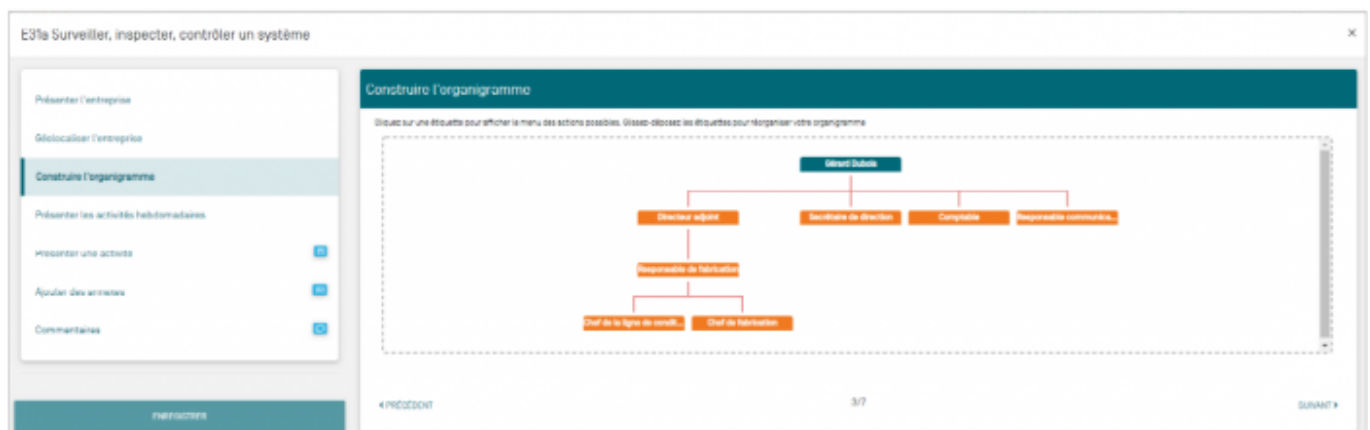 E31a Surveiller, inspecter, contrôler un système
×
Présenter l'entreprise
Géolocaliser l'entreprise
Construire l'organigramme
Présenter les activités hebdomadaires
Présenter une activité
Ajouter des annexes
Commentaires
ENREGISTRER
Construire l'organigramme
Cliquez sur une étiquette pour afficher le menu des actions possibles. Glissez-déposez les étiquettes pour réorganiser votre organigramme
Gérard Dubois
Directeur adjoint
Secrétaire de direction
Comptable
Responsable communica...
Responsable de fabrication
Chef de la ligne de condit...
Chef de fabrication
PRÉCÉDENT
3/7
SUIVANT